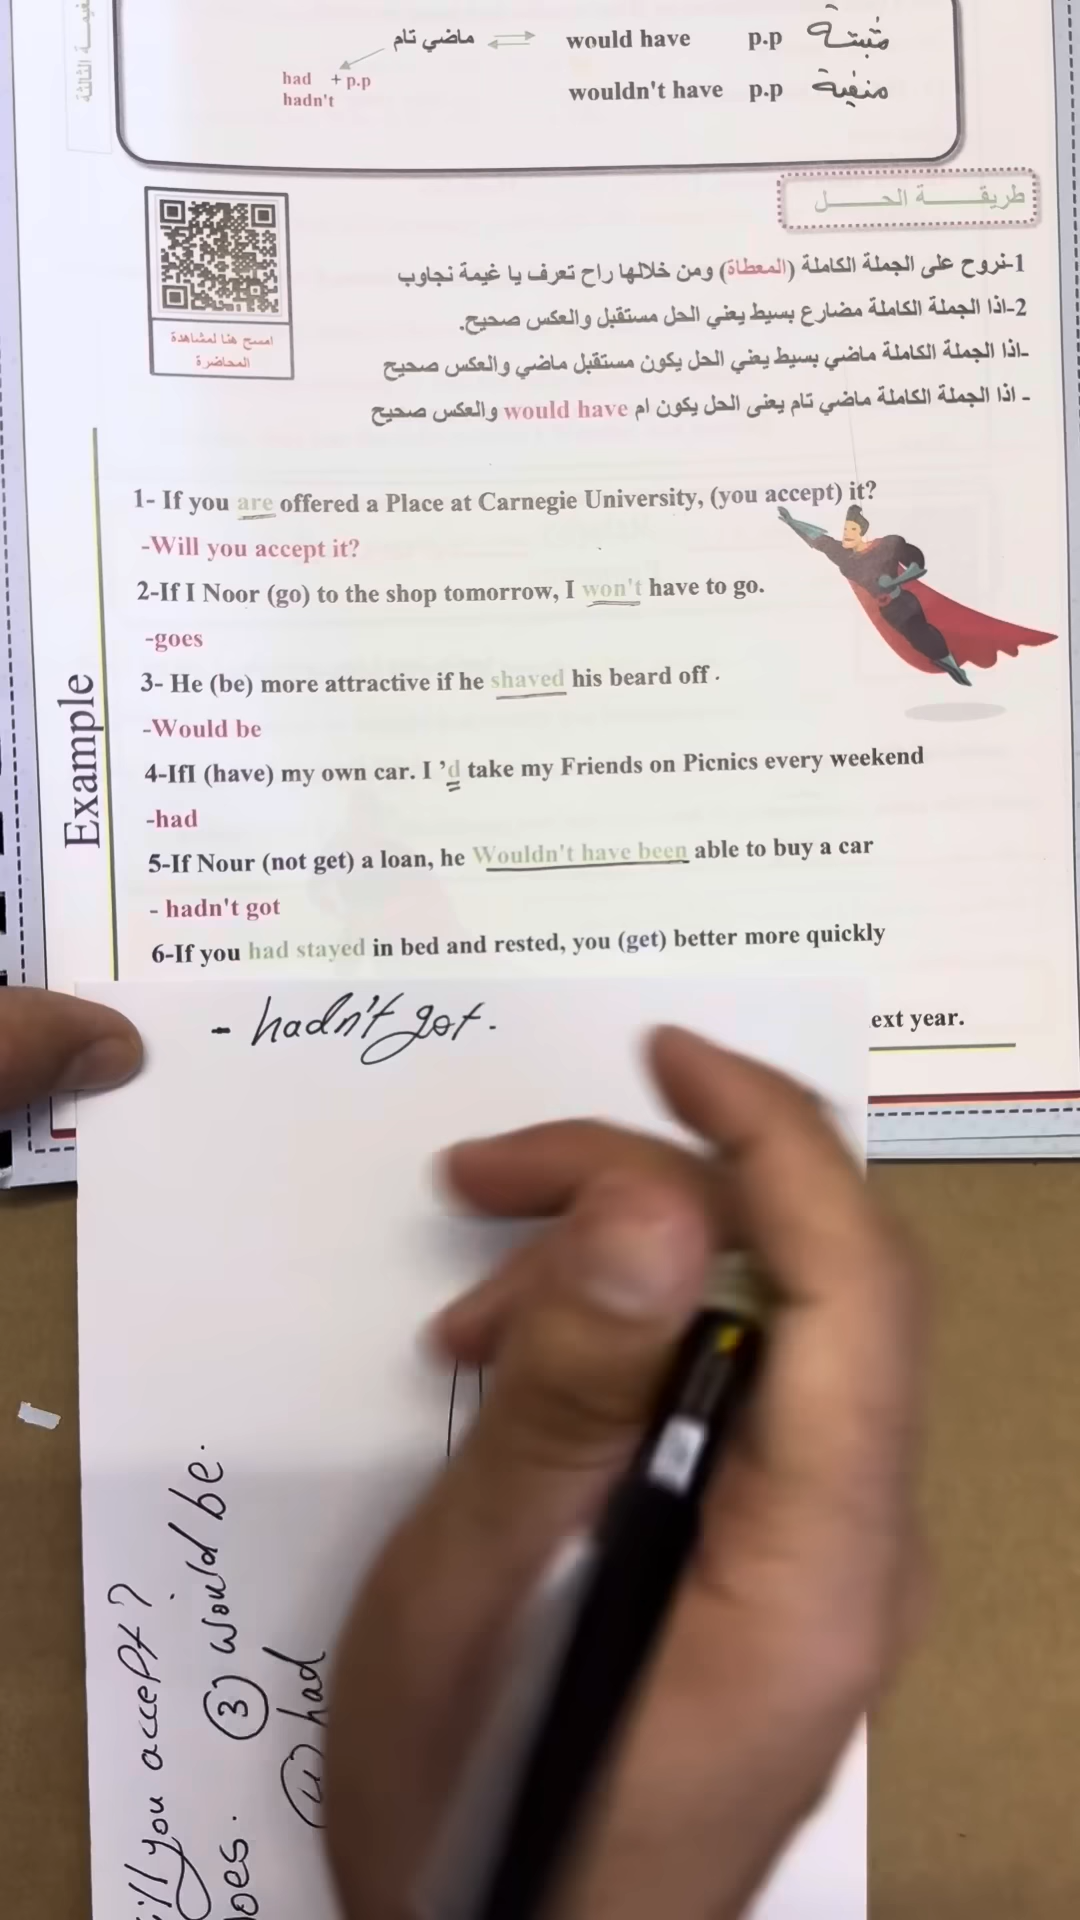 ماضي تام ⇌ would have p.p مثبتة
had + p.p
hadn't
wouldn't have p.p منفية
الثالثة
طريقـــــة الحـــــــل
امسح هنا لمشاهدة
المحاضرة
1-نروح على الجملة الكاملة (المعطاة) ومن خلالها راح تعرف يا غيمة نجاوب
2-اذا الجملة الكاملة مضارع بسيط يعني الحل مستقبل والعكس صحيح.
-اذا الجملة الكاملة ماضي بسيط يعني الحل يكون مستقبل ماضي والعكس صحيح
- اذا الجملة الكاملة ماضي تام يعني الحل يكون ام would have والعكس صحيح
Example
1- If you are offered a Place at Carnegie University, (you accept) it?
-Will you accept it?
2-If I Noor (go) to the shop tomorrow, I won't have to go.
-goes
3- He (be) more attractive if he shaved his beard off .
-Would be
4-IfI (have) my own car. I ’d take my Friends on Picnics every weekend
-had
5-If Nour (not get) a loan, he Wouldn't have been able to buy a car
- hadn't got
6-If you had stayed in bed and rested, you (get) better more quickly
ext year.
- hadn't got.
you accept?
③ would be.
④ had